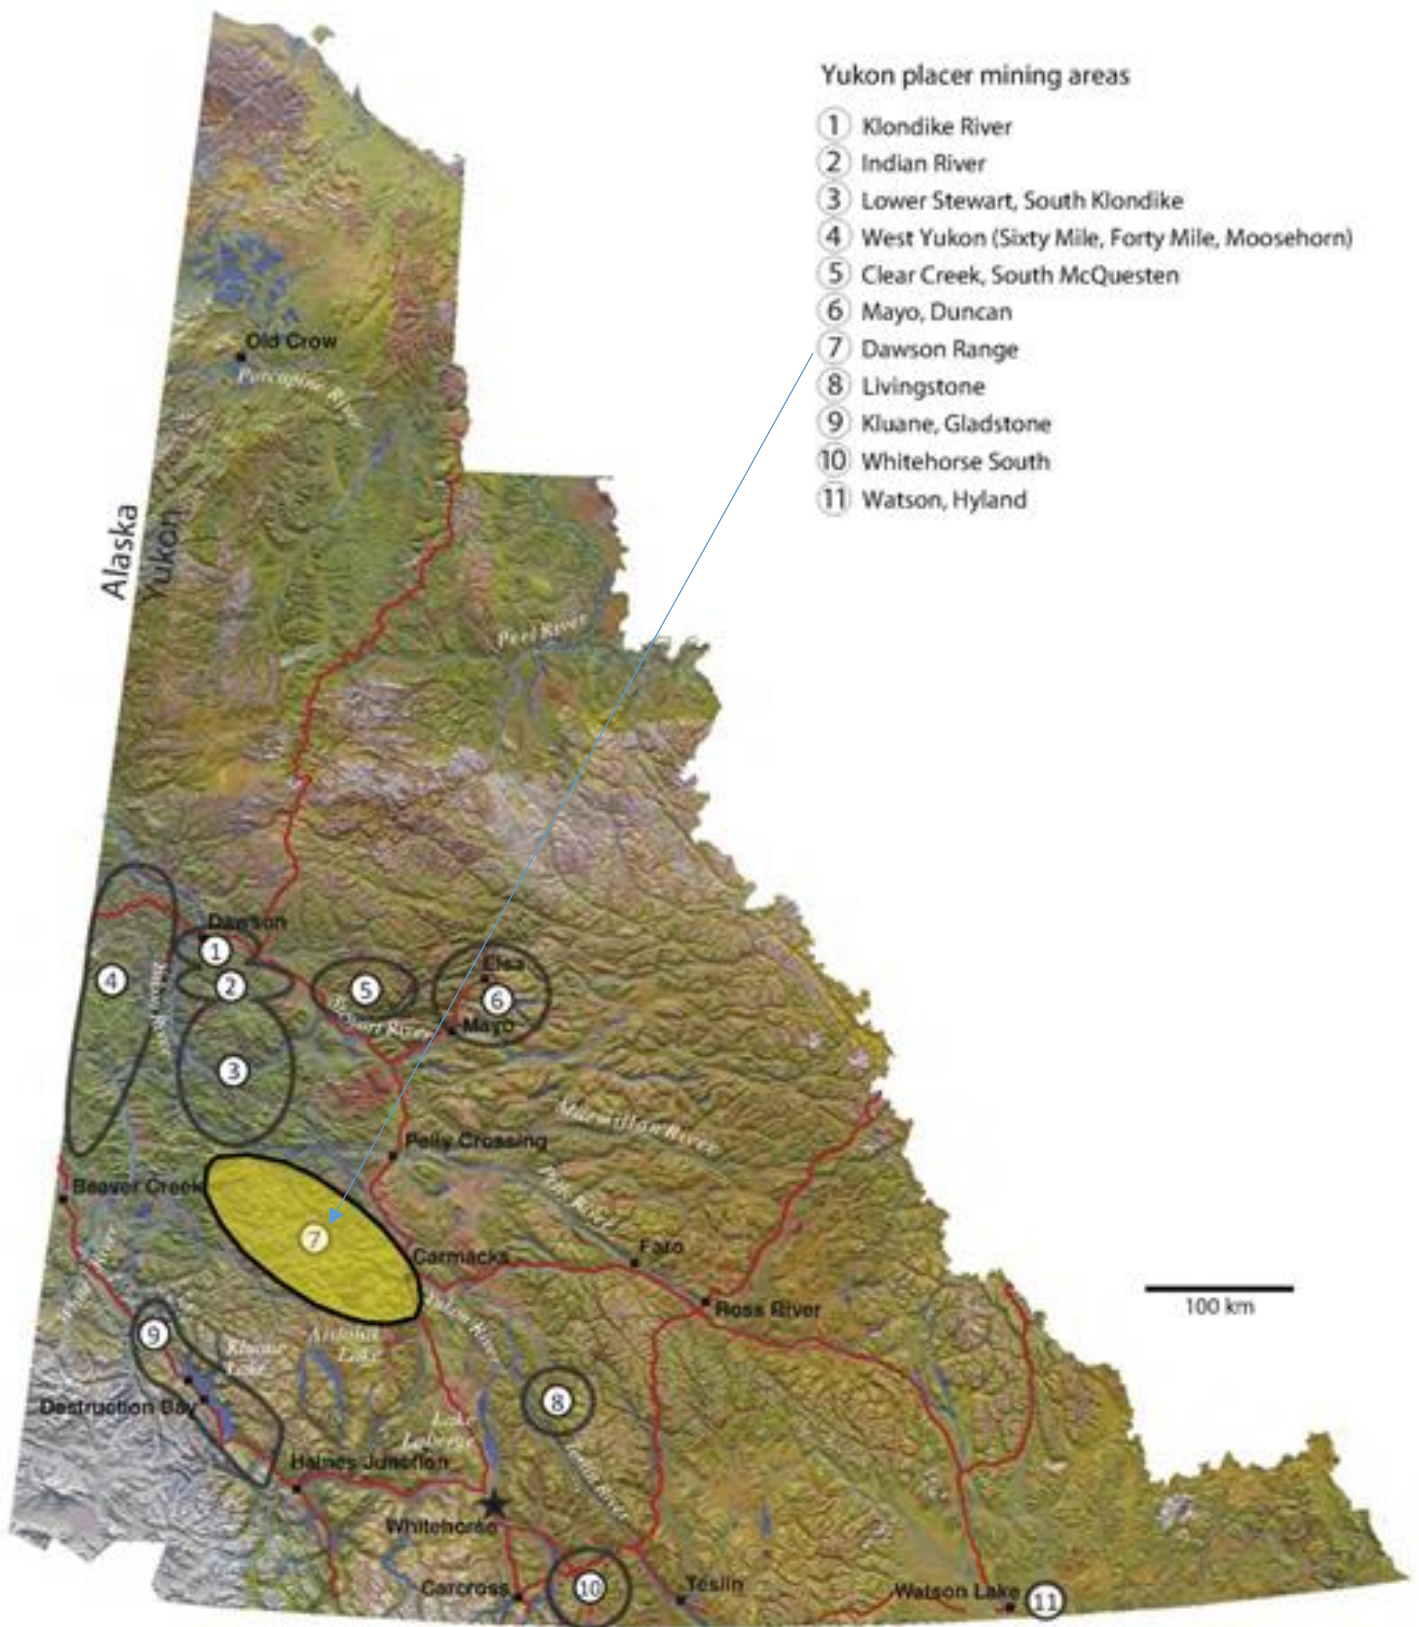 Yukon placer mining areas
1 Klondike River
2 Indian River
3 Lower Stewart, South Klondike
4 West Yukon (Sixty Mile, Forty Mile, Moosehorn)
5 Clear Creek, South McQuesten
6 Mayo, Duncan
7 Dawson Range
8 Livingstone
9 Kluane, Gladstone
10 Whitehorse South
11 Watson, Hyland
Old Crow
Porcupine River
Alaska
Yukon
Peel River
Dawson
1
2
4
5
Elsa
6
Stewart River
Mayo
3
Macmillan River
Pelly Crossing
Pelly River
Beaver Creek
7
Carmacks
Faro
Yukon River
Ross River
100 km
9
Kluane
Lake
Aishihik
Lake
8
Destruction Bay
Lake
Laberge
Haines Junction
Teslin River
Whitehorse
Carcross
10
Teslin
Watson Lake
11